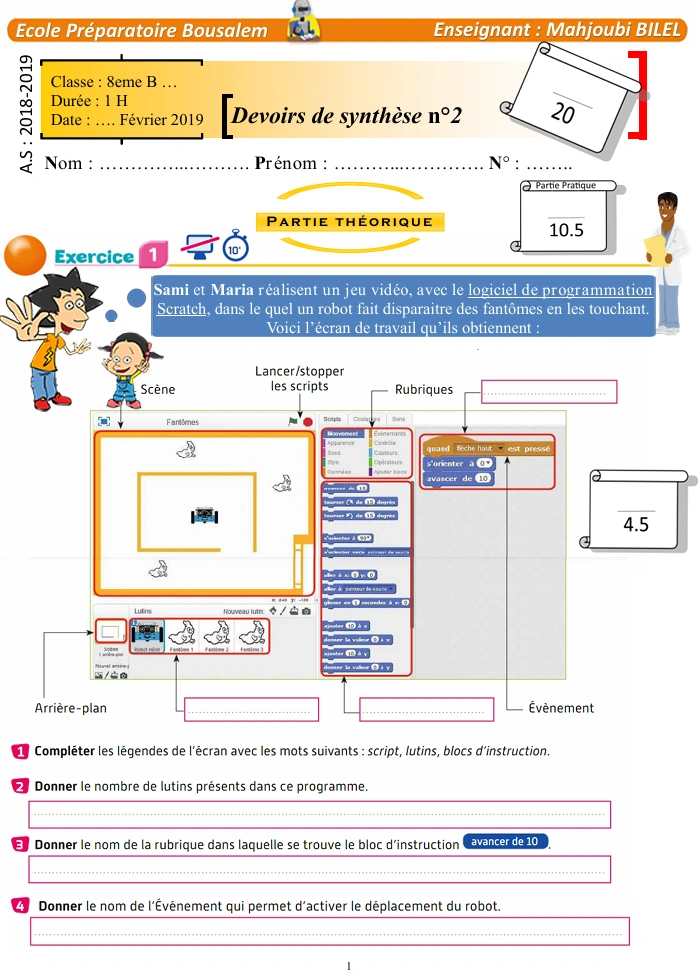 Ecole Préparatoire Bousalem
Enseignant : Mahjoubi BILEL
A.S : 2018-2019
Classe : 8eme B …
Durée : 1 H
Date : …. Février 2019
Devoirs de synthèse n°2
20
Nom : …………...………. Prénom : ………..…………. N° : ……..
Partie Pratique
10.5
PARTIE THÉORIQUE
Exercice 1
10'
Sami et Maria réalisent un jeu vidéo, avec le logiciel de programmation
Scratch, dans le quel un robot fait disparaitre des fantômes en les touchant.
Voici l'écran de travail qu'ils obtiennent :
Scène
Lancer/stopper
les scripts
Rubriques
Fantômes
Scripts Costumes Sons
Mouvement Evènements
Apparence Contrôle
Sons Capteurs
Stylo Opérateurs
Données Ajouter blocs
avancer de 10
tourner de 15 degrés
tourner de 15 degrés
s'orienter à 90
s'orienter vers pointeur de souris
aller à x: 0 y: 0
aller à pointeur de souris
glisser en 1 secondes à x: 0
ajouter 10 à x
donner la valeur 0 à x
ajouter 10 à y
donner la valeur 0 à y
quand flèche haut est pressé
s'orienter à 0
avancer de 10
4.5
Lutins Nouveau lutin:
Scène
1 arrière-plan
Robot mBot Fantôme 1 Fantôme 2 Fantôme 3
Nouvel arrière-p
Arrière-plan
Évènement
1 Compléter les légendes de l'écran avec les mots suivants : script, lutins, blocs d'instruction.
2 Donner le nombre de lutins présents dans ce programme.
3 Donner le nom de la rubrique dans laquelle se trouve le bloc d'instruction avancer de 10 .
4 Donner le nom de l'Événement qui permet d'activer le déplacement du robot.
1